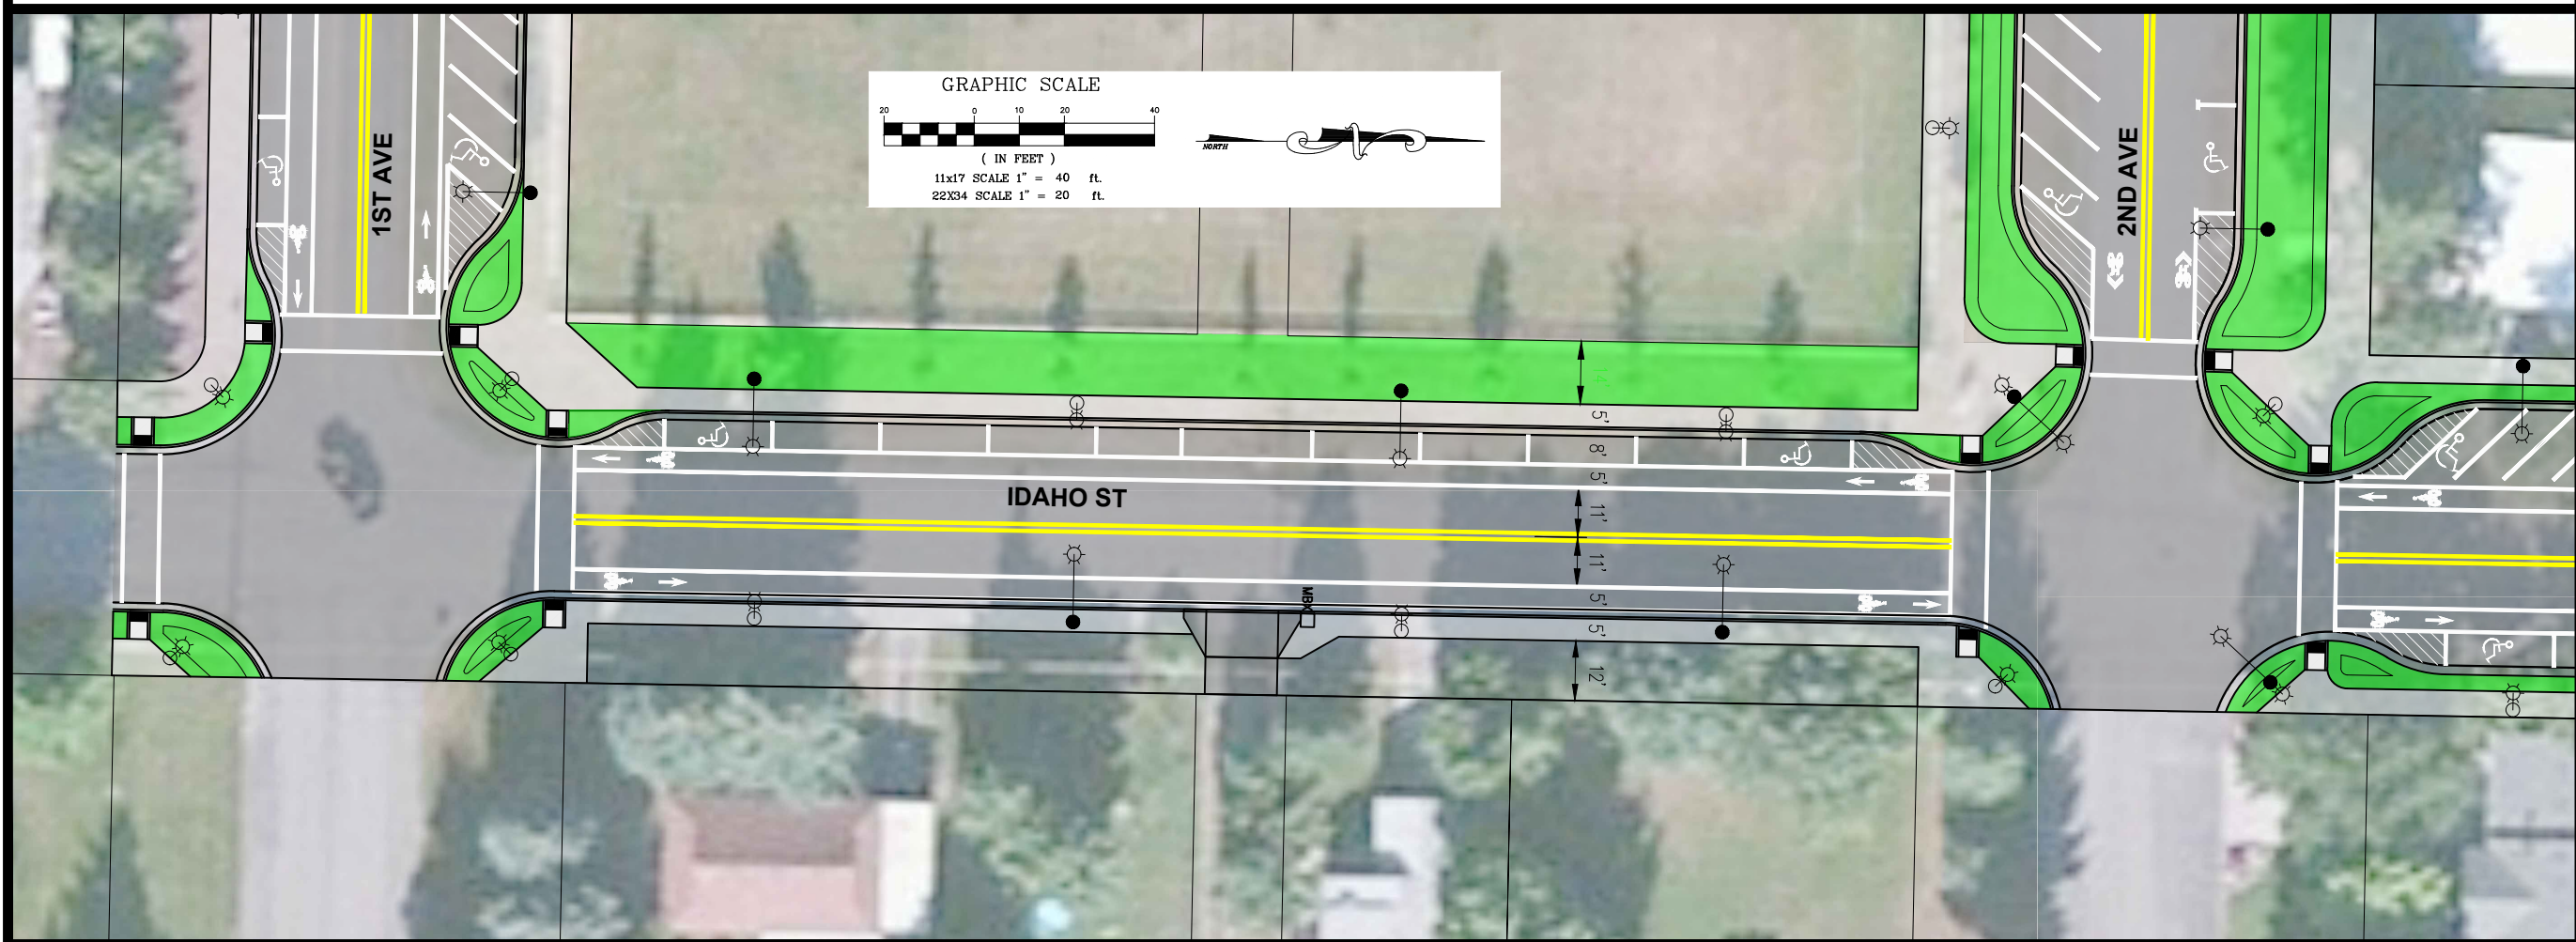 GRAPHIC SCALE
20 0 10 20 40
( IN FEET )
11x17 SCALE 1" = 40 ft.
22X34 SCALE 1" = 20 ft.
NORTH
N
1ST AVE
2ND AVE
IDAHO ST
14'
5'
8'
5'
11'
11'
5'
5'
12'
MBX